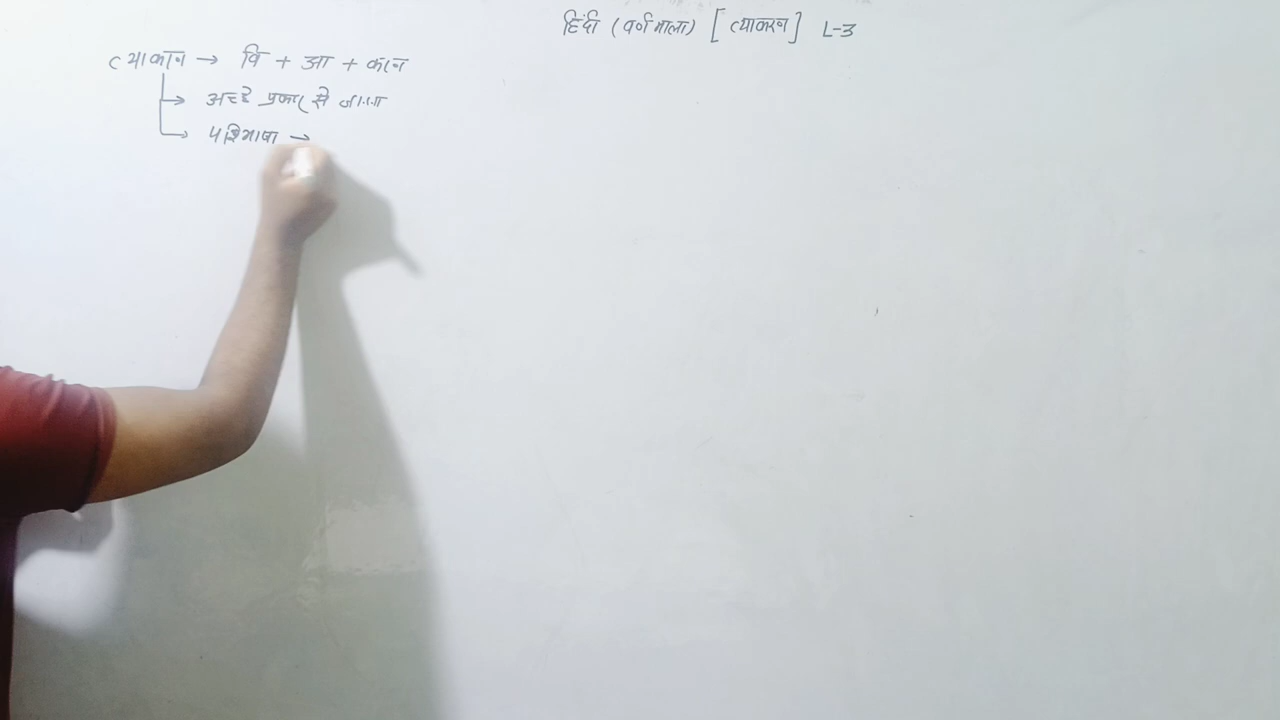 हिंदी (वर्णमाला) [व्याकरण] L-3
व्याकरण → वि + आ + करण
→ अच्छे प्रकार से जानना
→ परिभाषा →